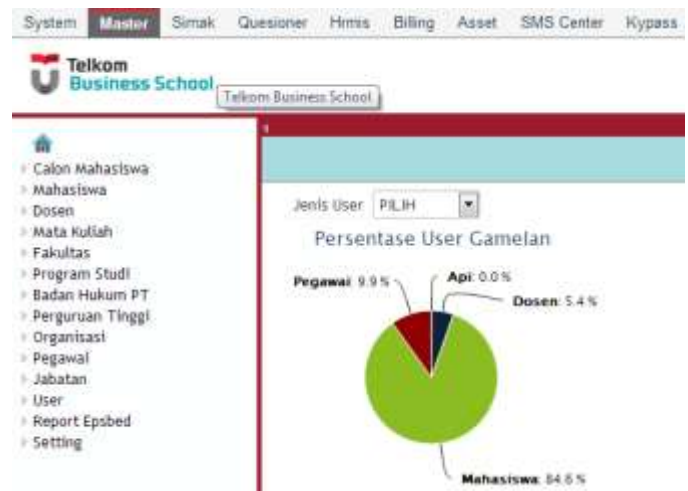 System Master Simak Quesioner Hrmis Billing Asset SMS Center Kypass
Telkom
Business School
Telkom Business School
Calon Mahasiswa
Mahasiswa
Dosen
Mata Kuliah
Fakultas
Program Studi
Badan Hukum PT
Perguruan Tinggi
Organisasi
Pegawai
Jabatan
User
Report Epsbed
Setting
Jenis User PILIH
Persentase User Gamelan
Pegawai: 9.9 %
Api: 0.0 %
Dosen: 5.4 %
Mahasiswa: 84.6 %